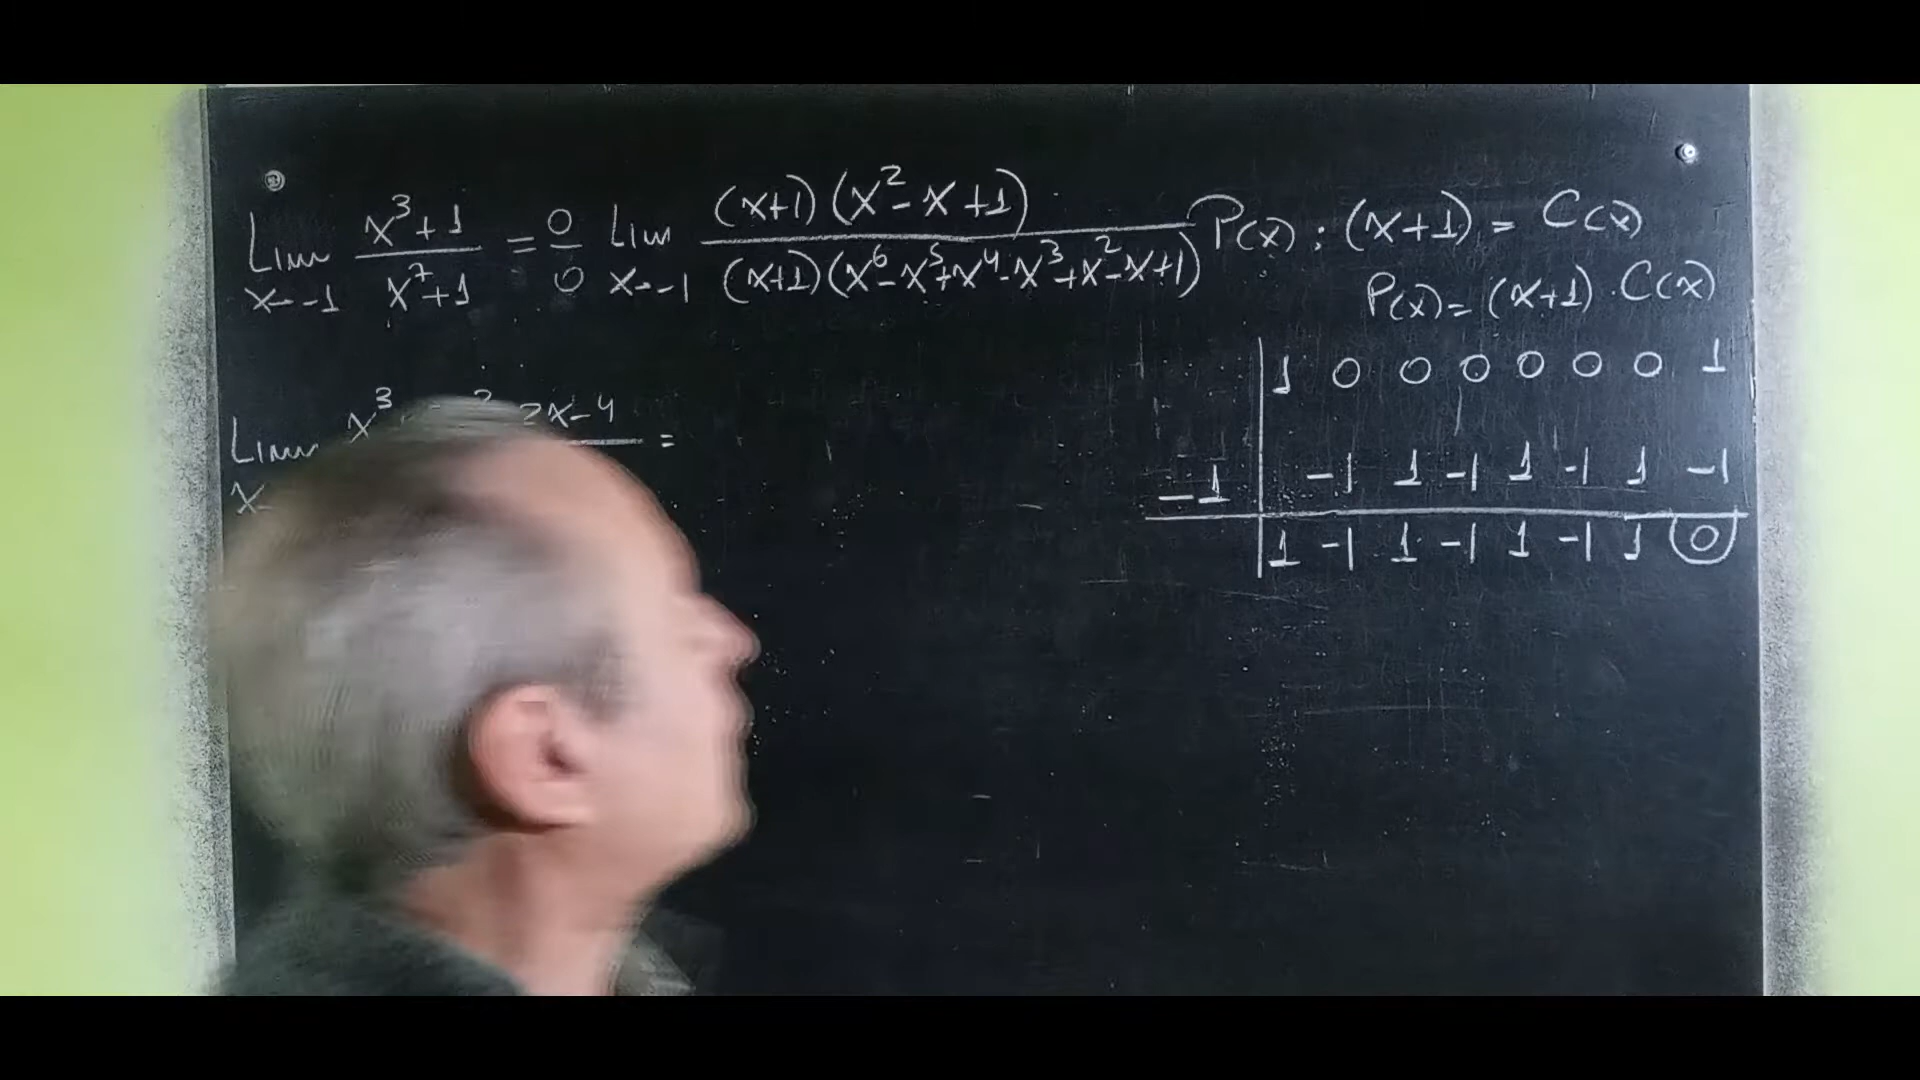 Lim x³+1 / x⁷+1 = 0/0 Lim (x+1)(x²-x+1) / (x+1)(x⁶-x⁵+x⁴-x³+x²-x+1)
x→-1 x→-1
P(x) : (x+1) = C(x)
P(x) = (x+1) · C(x)
1 0 0 0 0 0 0 1
-1 | -1 1 -1 1 -1 1 -1
1 -1 1 -1 1 -1 1 0
Lim x³ 2x-4 =
x